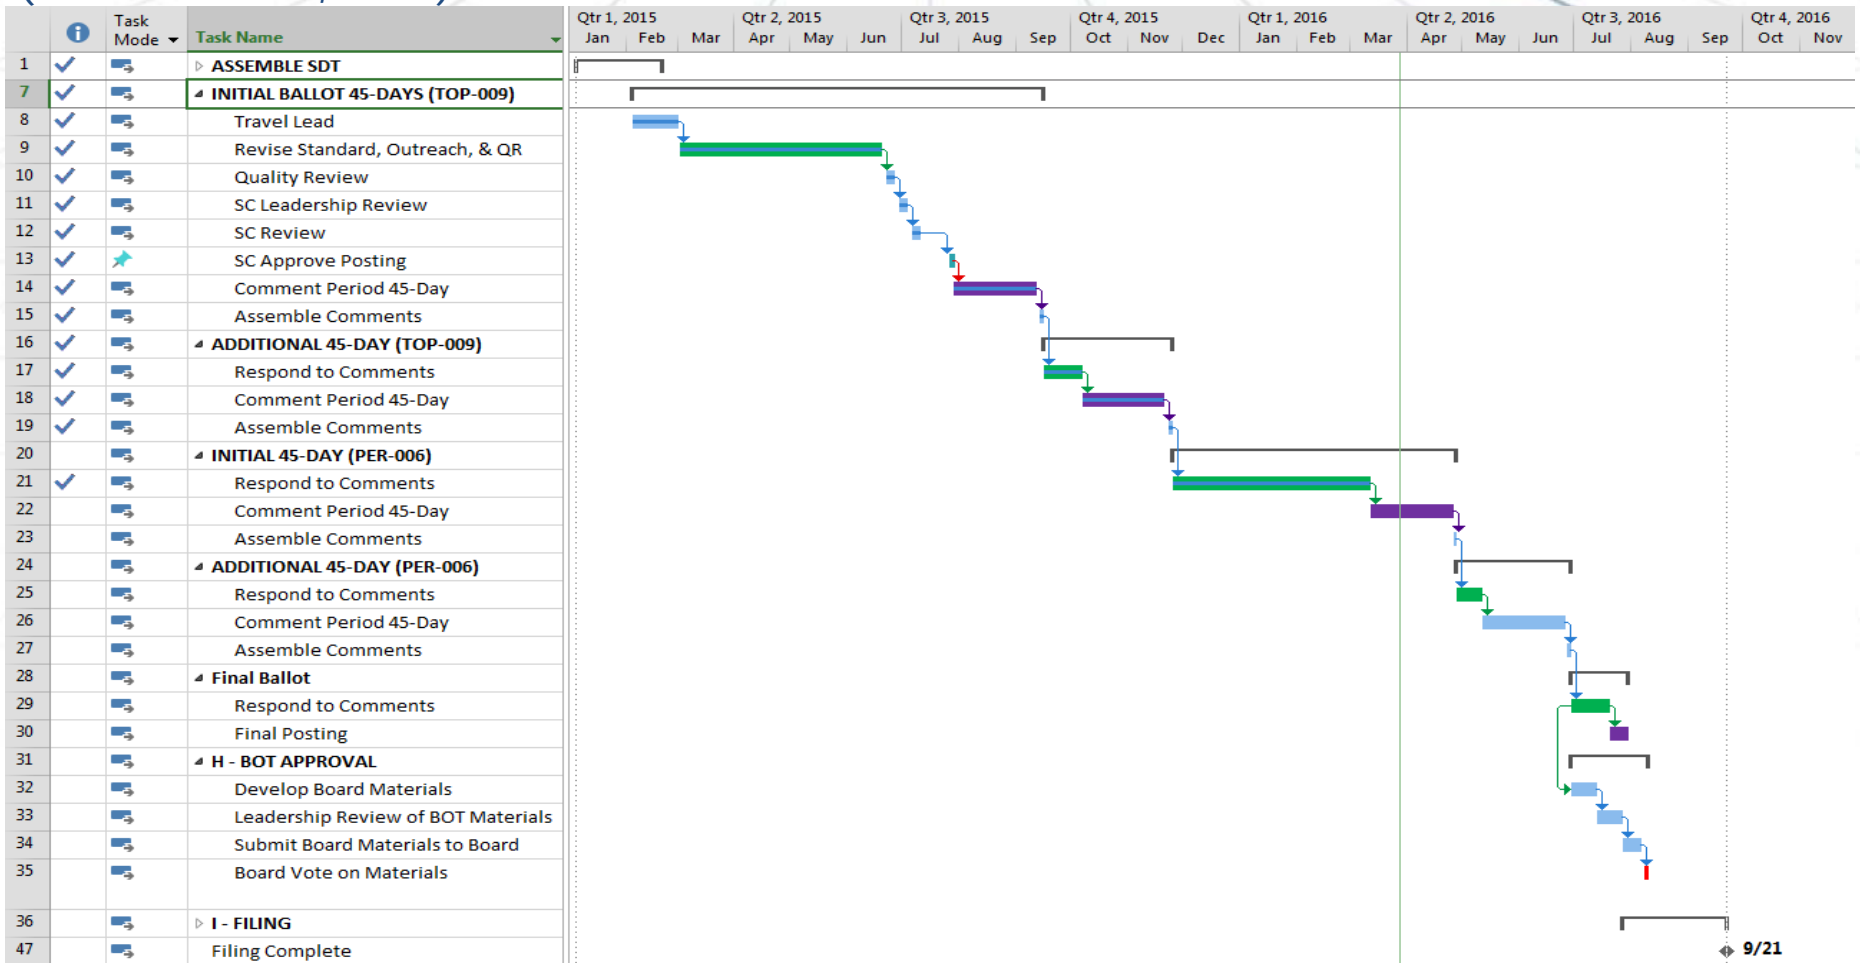 Task Mode Task Name Qtr 1, 2015 Qtr 2, 2015 Qtr 3, 2015 Qtr 4, 2015 Qtr 1, 2016 Qtr 2, 2016 Qtr 3, 2016 Qtr 4, 2016
Jan Feb Mar Apr May Jun Jul Aug Sep Oct Nov Dec Jan Feb Mar Apr May Jun Jul Aug Sep Oct Nov
1 ASSEMBLE SDT
7 INITIAL BALLOT 45-DAYS (TOP-009)
8 Travel Lead
9 Revise Standard, Outreach, & QR
10 Quality Review
11 SC Leadership Review
12 SC Review
13 SC Approve Posting
14 Comment Period 45-Day
15 Assemble Comments
16 ADDITIONAL 45-DAY (TOP-009)
17 Respond to Comments
18 Comment Period 45-Day
19 Assemble Comments
20 INITIAL 45-DAY (PER-006)
21 Respond to Comments
22 Comment Period 45-Day
23 Assemble Comments
24 ADDITIONAL 45-DAY (PER-006)
25 Respond to Comments
26 Comment Period 45-Day
27 Assemble Comments
28 Final Ballot
29 Respond to Comments
30 Final Posting
31 H - BOT APPROVAL
32 Develop Board Materials
33 Leadership Review of BOT Materials
34 Submit Board Materials to Board
35 Board Vote on Materials
36 I - FILING
47 Filing Complete 9/21